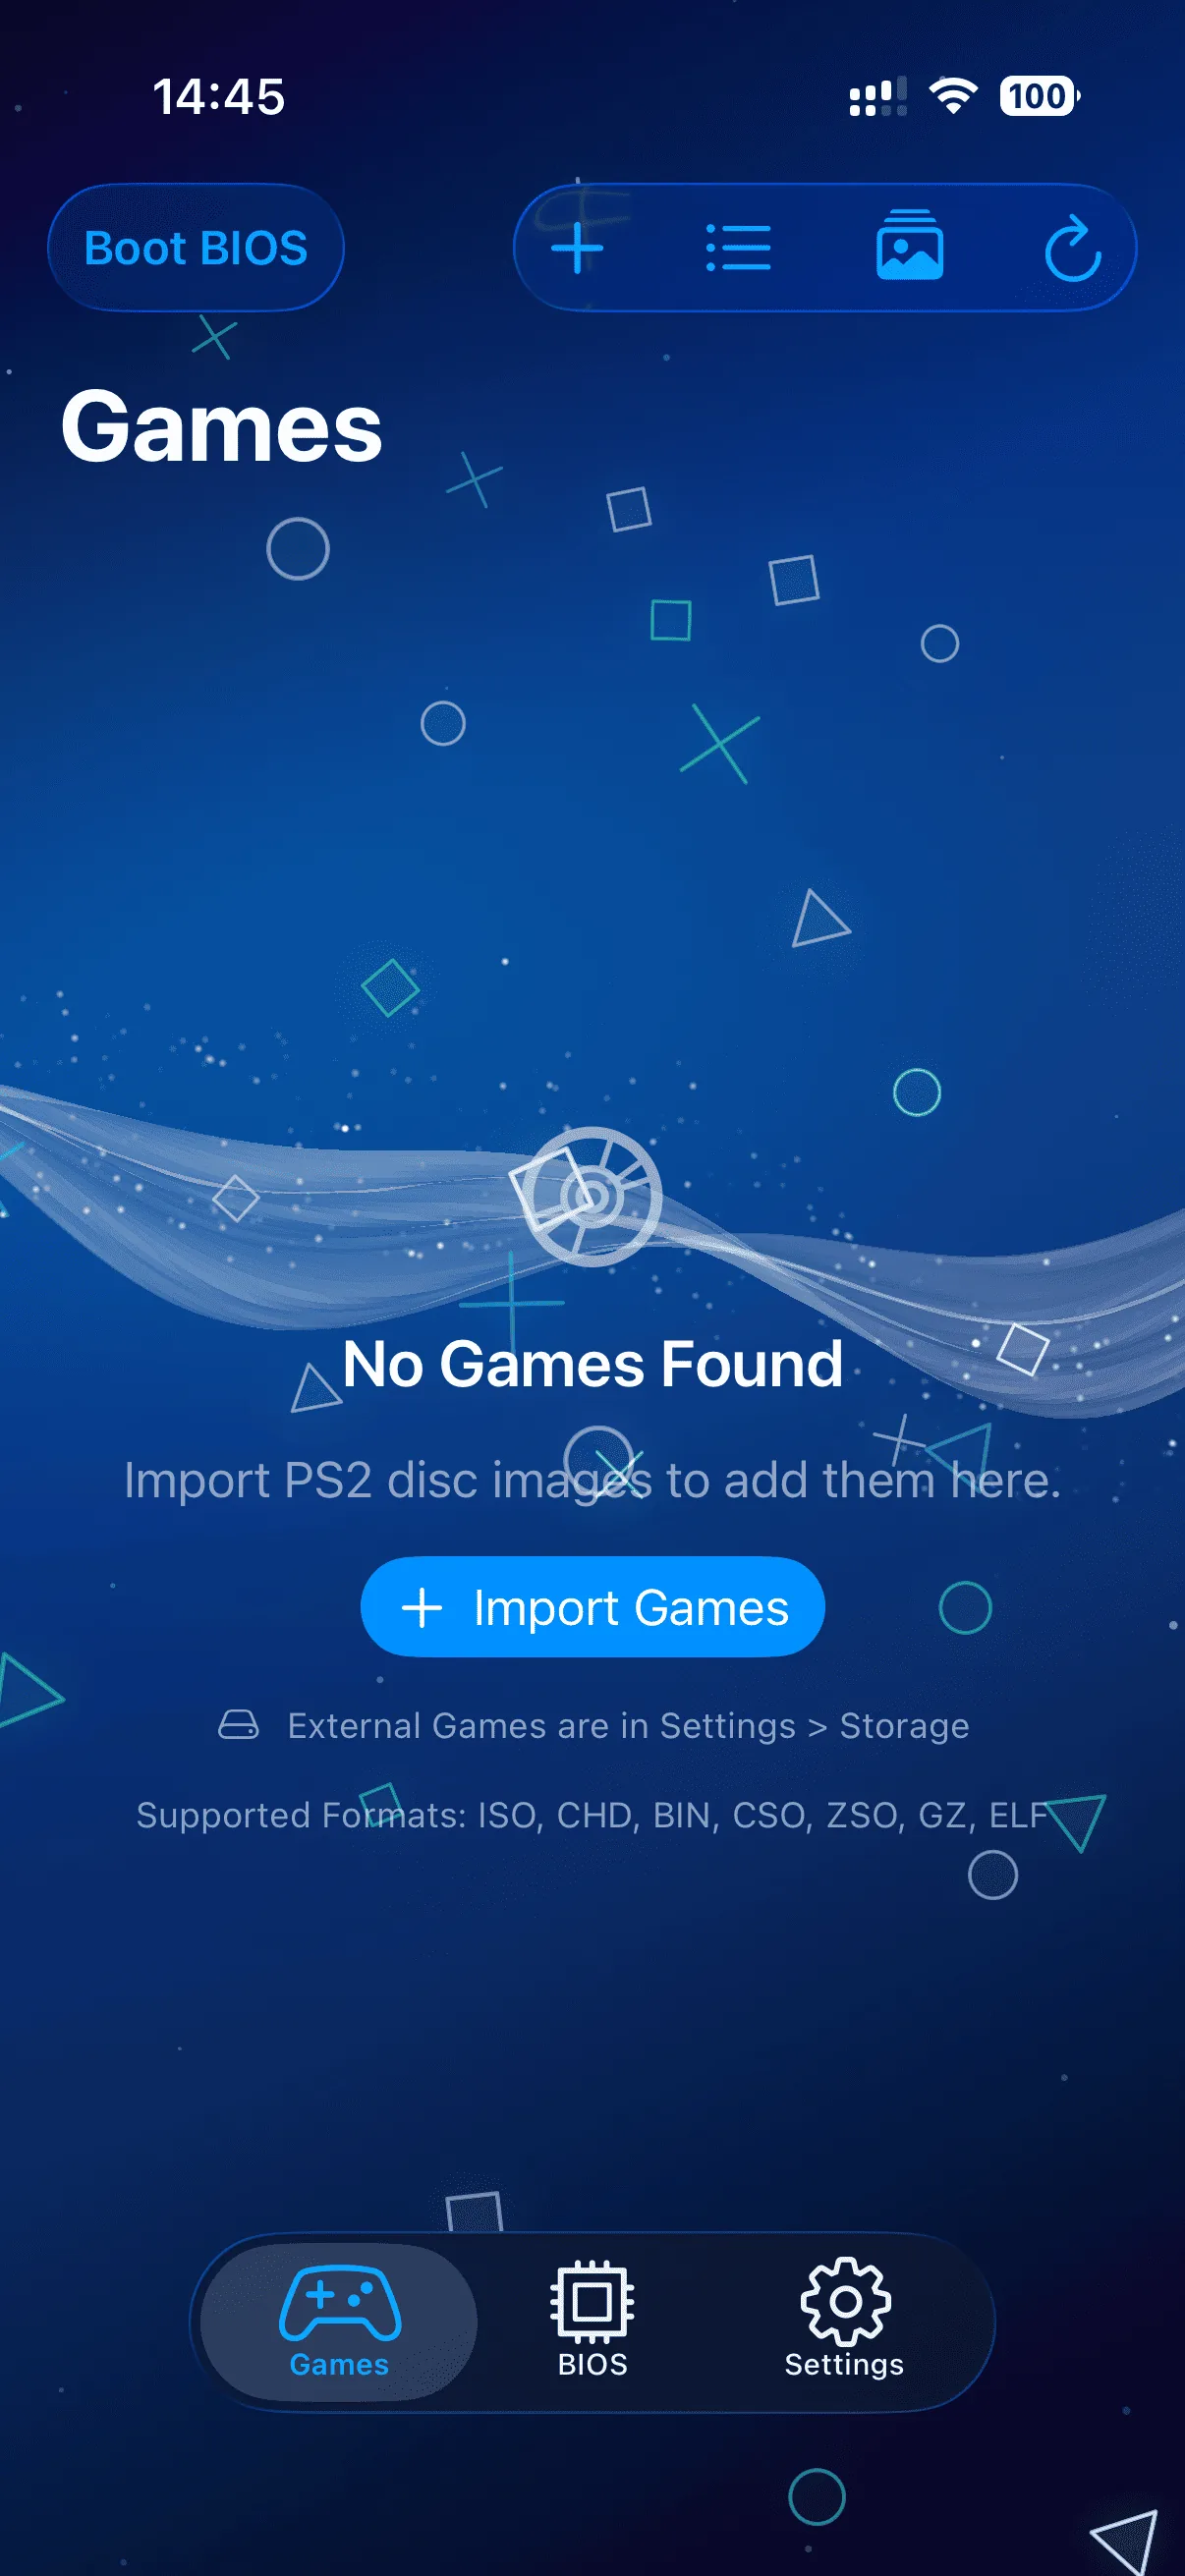 14:45
100
Boot BIOS
Games
No Games Found
Import PS2 disc images to add them here.
Import Games
External Games are in Settings > Storage
Supported Formats: ISO, CHD, BIN, CSO, ZSO, GZ, ELF
Games
BIOS
Settings